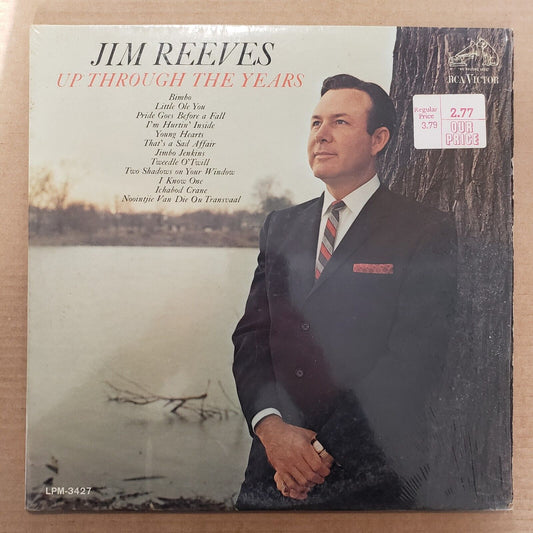 JIM REEVES
UP THROUGH THE YEARS
Bimbo
Little Ole You
Pride Goes Before a Fall
I'm Hurtin' Inside
Young Hearts
That's a Sad Affair
Jimbo Jenkins
Tweedle O'Twill
Two Shadows on Your Window
I Know One
Ichabod Crane
Noointjie Van Die Ou Transvaal
RCA VICTOR
Regular
Price
3.79
2.77
OUR
PRICE
LPM-3427